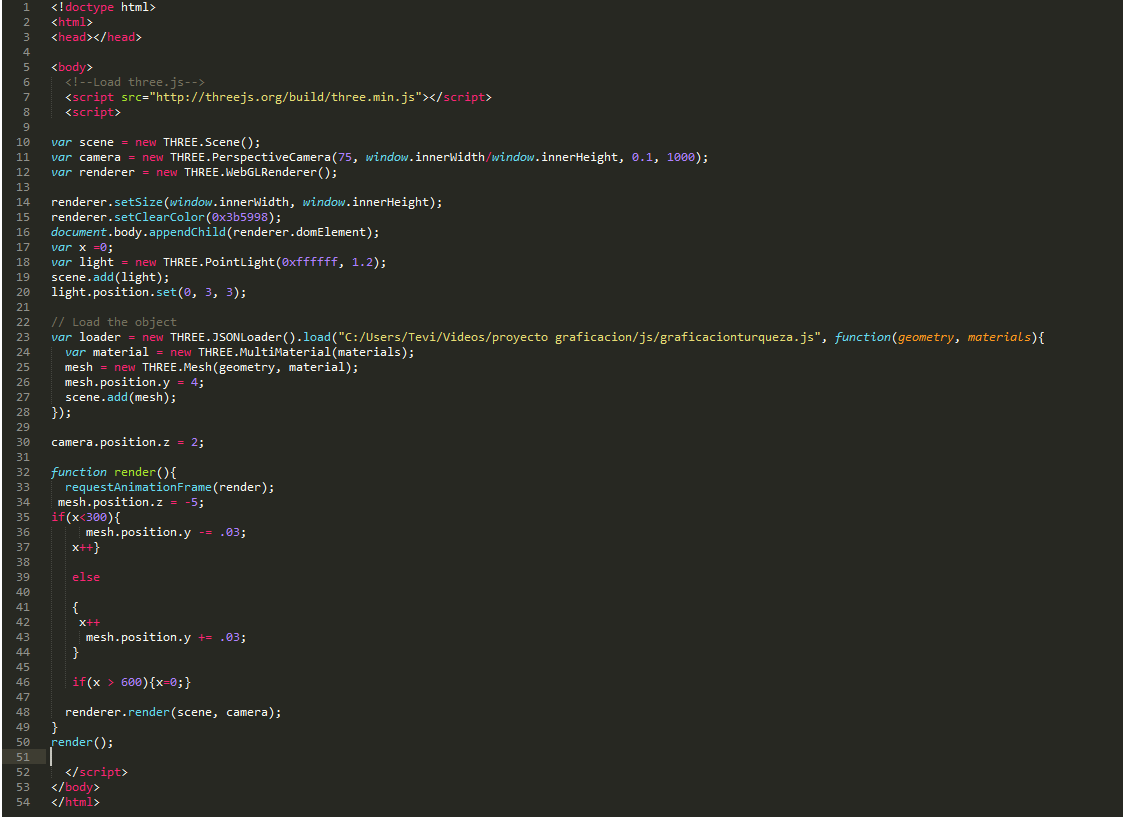 1 <!doctype html>
2 <html>
3 <head></head>
4
5 <body>
6 <!--Load three.js-->
7 <script src="http://threejs.org/build/three.min.js"></script>
8 <script>
9
10 var scene = new THREE.Scene();
11 var camera = new THREE.PerspectiveCamera(75, window.innerWidth/window.innerHeight, 0.1, 1000);
12 var renderer = new THREE.WebGLRenderer();
13
14 renderer.setSize(window.innerWidth, window.innerHeight);
15 renderer.setClearColor(0x3b5998);
16 document.body.appendChild(renderer.domElement);
17 var x =0;
18 var light = new THREE.PointLight(0xffffff, 1.2);
19 scene.add(light);
20 light.position.set(0, 3, 3);
21
22 // Load the object
23 var loader = new THREE.JSONLoader().load("C:/Users/Tevi/Videos/proyecto graficacion/js/graficacionturqueza.js", function(geometry, materials){
24 var material = new THREE.MultiMaterial(materials);
25 mesh = new THREE.Mesh(geometry, material);
26 mesh.position.y = 4;
27 scene.add(mesh);
28 });
29
30 camera.position.z = 2;
31
32 function render(){
33 requestAnimationFrame(render);
34 mesh.position.z = -5;
35 if(x<300){
36 mesh.position.y -= .03;
37 x++}
38
39 else
40
41 {
42 x++
43 mesh.position.y += .03;
44 }
45
46 if(x > 600){x=0;}
47
48 renderer.render(scene, camera);
49 }
50 render();
51
52 </script>
53 </body>
54 </html>